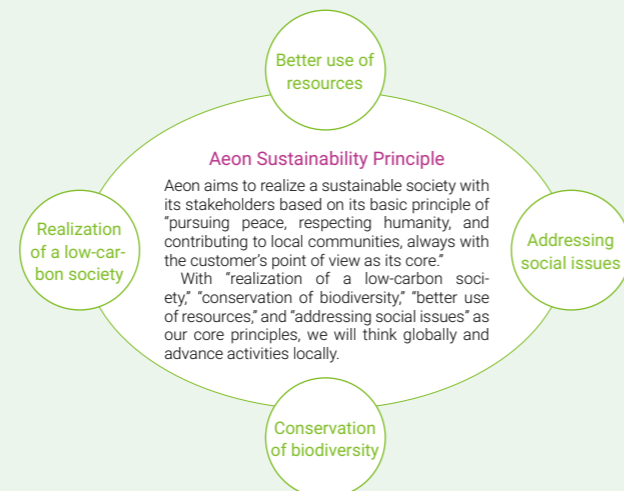 Better use of
resources
Aeon Sustainability Principle
Aeon aims to realize a sustainable society with
its stakeholders based on its basic principle of
“pursuing peace, respecting humanity, and
contributing to local communities, always with
the customer’s point of view as its core.”
With “realization of a low-carbon soci-
ety,” “conservation of biodiversity,” “better use
of resources,” and “addressing social issues” as
our core principles, we will think globally and
advance activities locally.
Realization
of a low-car-
bon society
Addressing
social issues
Conservation
of biodiversity